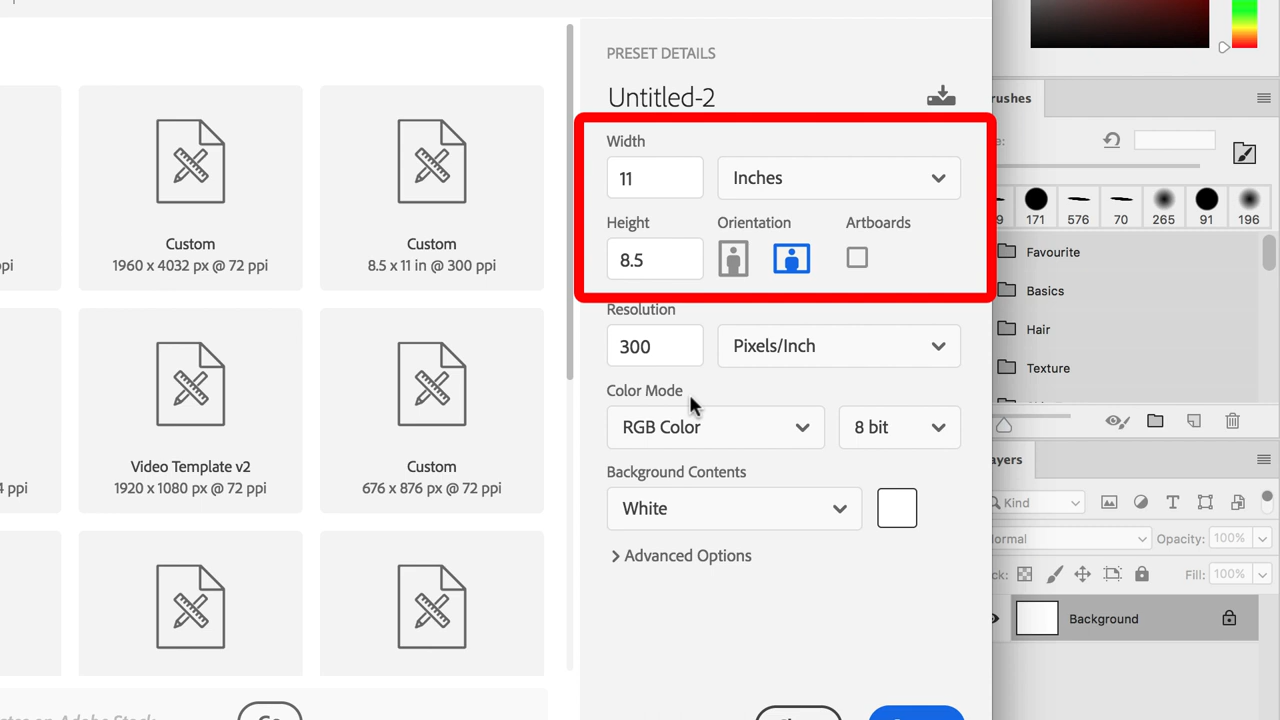 PRESET DETAILS
Untitled-2
Width
11
Inches
Height
Orientation
Artboards
8.5
Resolution
300
Pixels/Inch
Color Mode
RGB Color
8 bit
Background Contents
White
Advanced Options
Custom
1960 x 4032 px @ 72 ppi
Custom
8.5 x 11 in @ 300 ppi
Video Template v2
1920 x 1080 px @ 72 ppi
Custom
676 x 876 px @ 72 ppi
ppi
4 ppi
rushes
171
576
70
265
91
196
Favourite
Basics
Hair
Texture
ayers
Kind
ormal
Opacity: 100%
Fill: 100%
Background